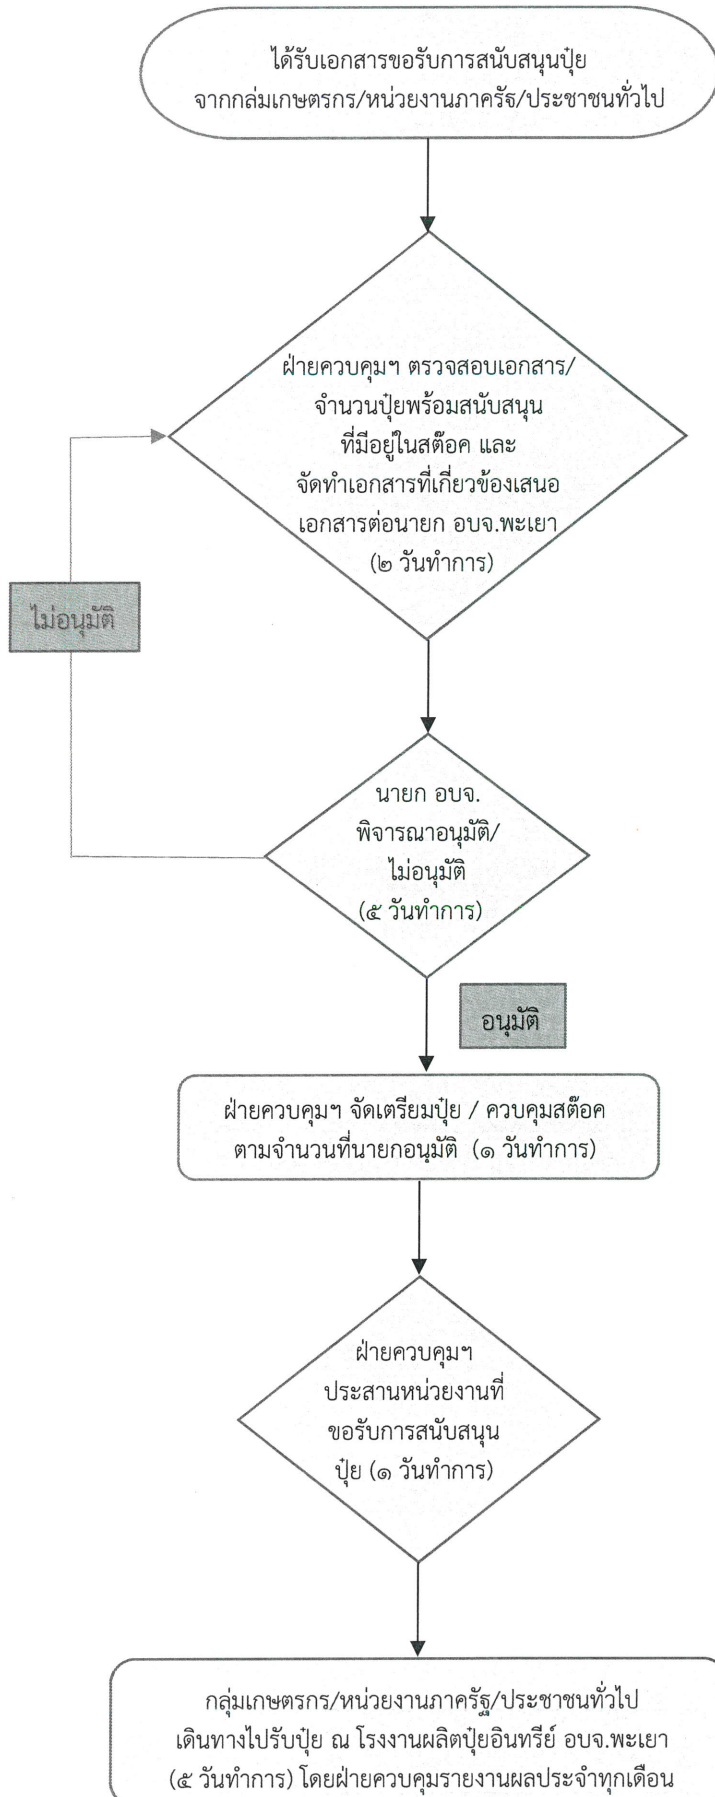 ได้รับเอกสารขอรับการสนับสนุนปุ๋ย
จากกลุ่มเกษตรกร/หน่วยงานภาครัฐ/ประชาชนทั่วไป
ฝ่ายควบคุมฯ ตรวจสอบเอกสาร/
จำนวนปุ๋ยพร้อมสนับสนุน
ที่มีอยู่ในสต๊อค และ
จัดทำเอกสารที่เกี่ยวข้องเสนอ
เอกสารต่อนายก อบจ.พะเยา
(๒ วันทำการ)
ไม่อนุมัติ
นายก อบจ.
พิจารณาอนุมัติ/
ไม่อนุมัติ
(๕ วันทำการ)
อนุมัติ
ฝ่ายควบคุมฯ จัดเตรียมปุ๋ย / ควบคุมสต๊อค
ตามจำนวนที่นายกอนุมัติ (๑ วันทำการ)
ฝ่ายควบคุมฯ
ประสานหน่วยงานที่
ขอรับการสนับสนุน
ปุ๋ย (๑ วันทำการ)
กลุ่มเกษตรกร/หน่วยงานภาครัฐ/ประชาชนทั่วไป
เดินทางไปรับปุ๋ย ณ โรงงานผลิตปุ๋ยอินทรีย์ อบจ.พะเยา
(๕ วันทำการ) โดยฝ่ายควบคุมรายงานผลประจำทุกเดือน